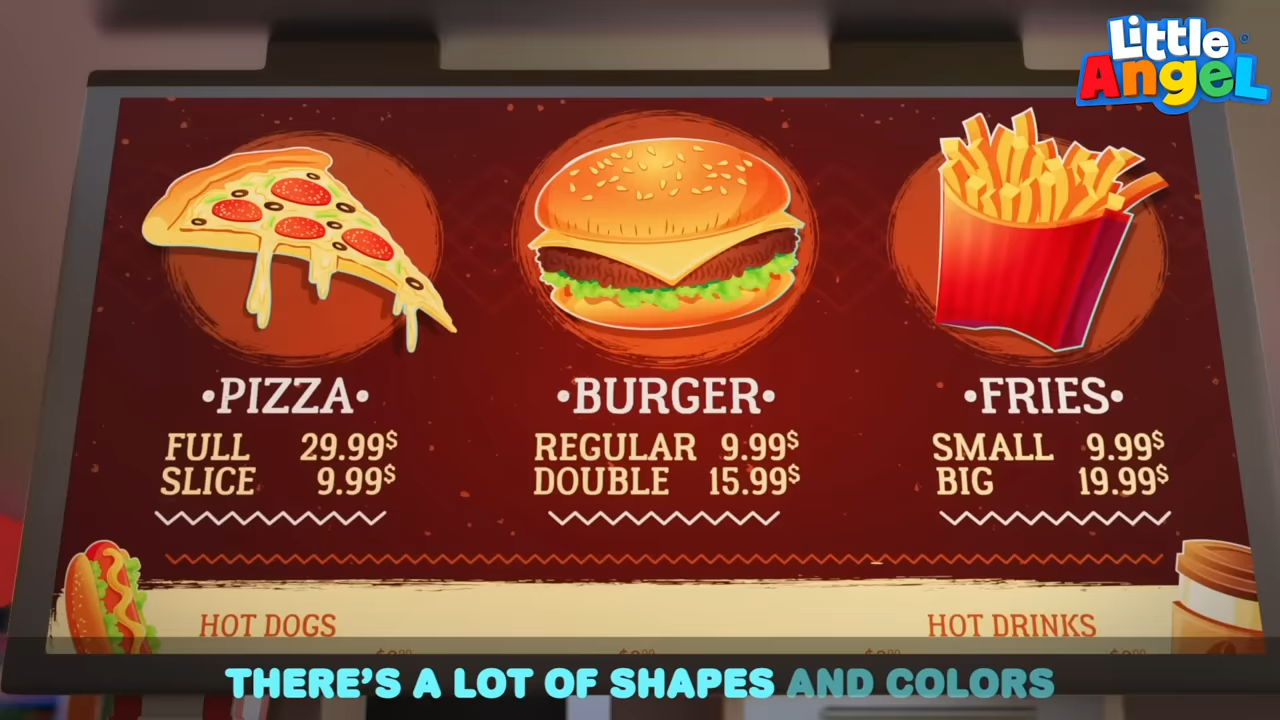 Little
Angel
•PIZZA•
FULL 29.99$
SLICE 9.99$
•BURGER•
REGULAR 9.99$
DOUBLE 15.99$
•FRIES•
SMALL 9.99$
BIG 19.99$
HOT DOGS
HOT DRINKS
THERE'S A LOT OF SHAPES AND COLORS